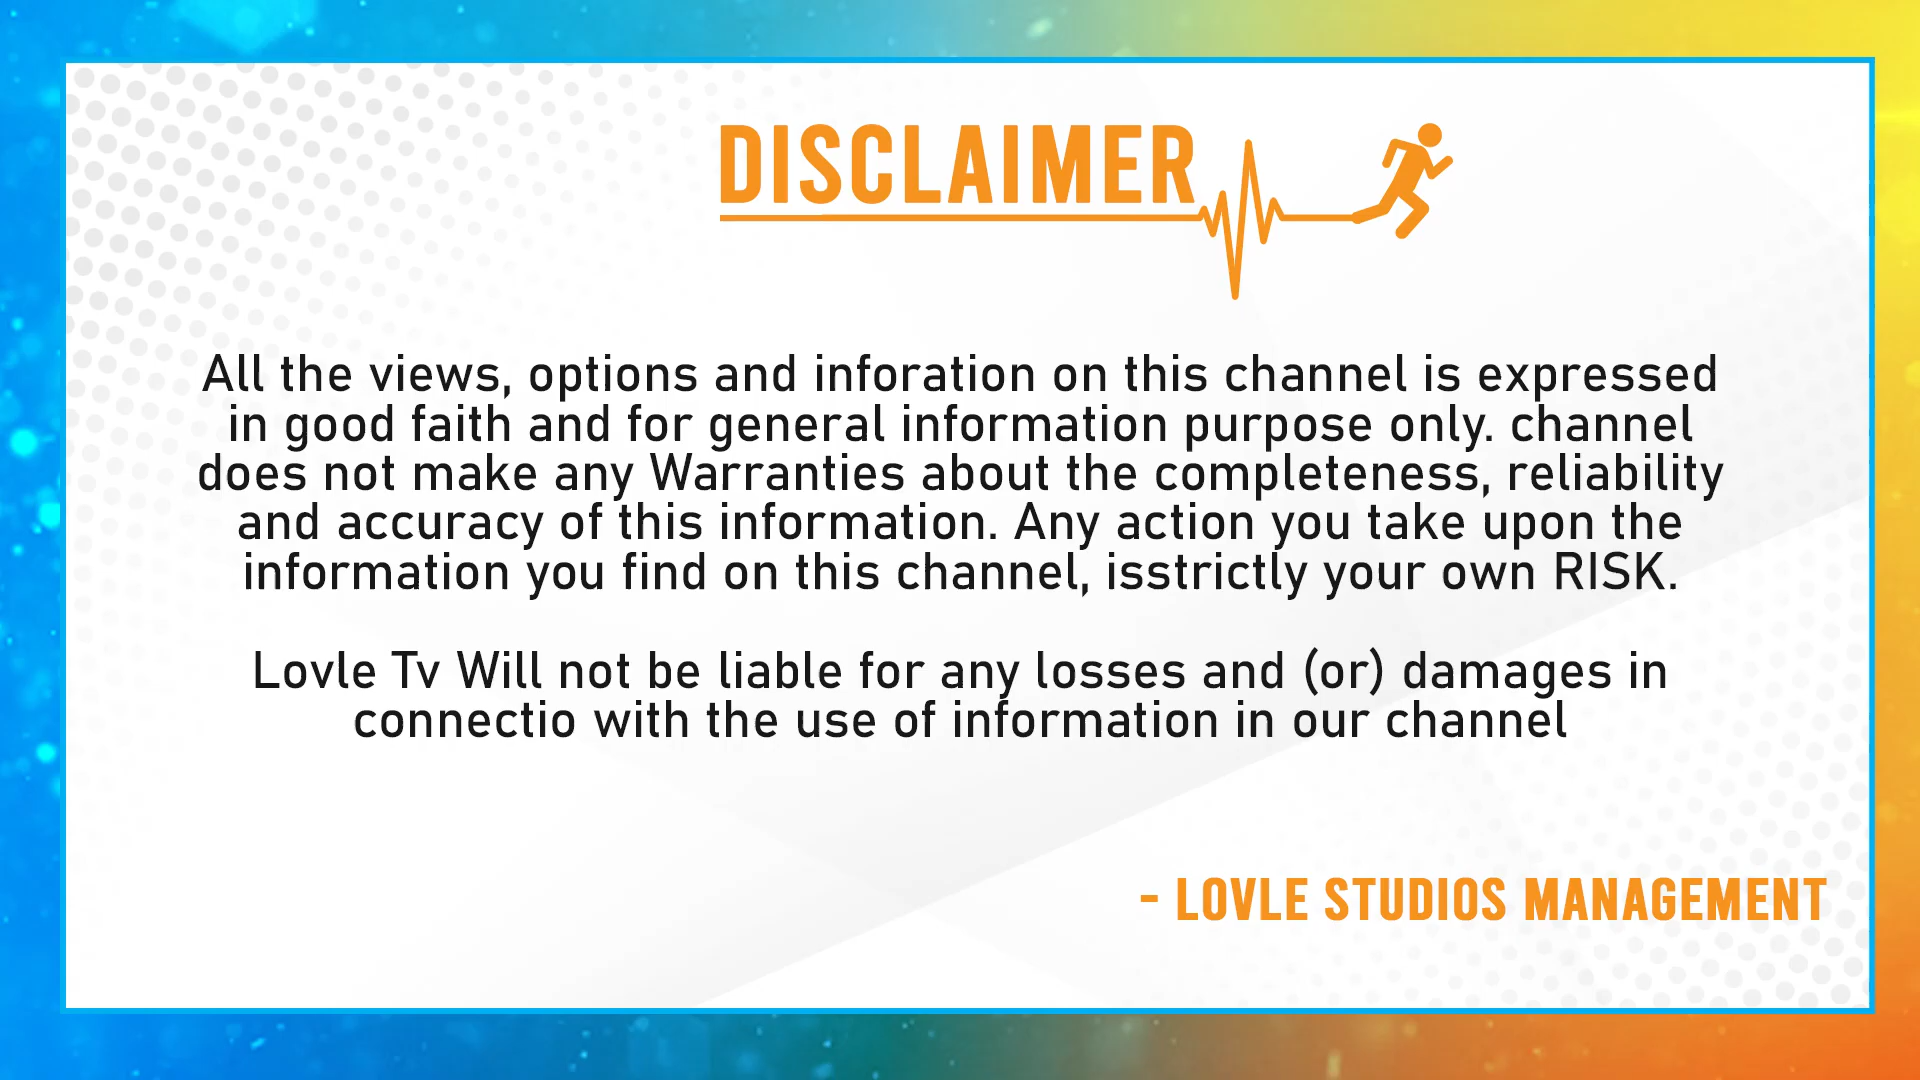 DISCLAIMER
All the views, options and inforation on this channel is expressed
in good faith and for general information purpose only. channel
does not make any Warranties about the completeness, reliability
and accuracy of this information. Any action you take upon the
information you find on this channel, isstrictly your own RISK.
Lovle Tv Will not be liable for any losses and (or) damages in
connectio with the use of information in our channel
- LOVLE STUDIOS MANAGEMENT